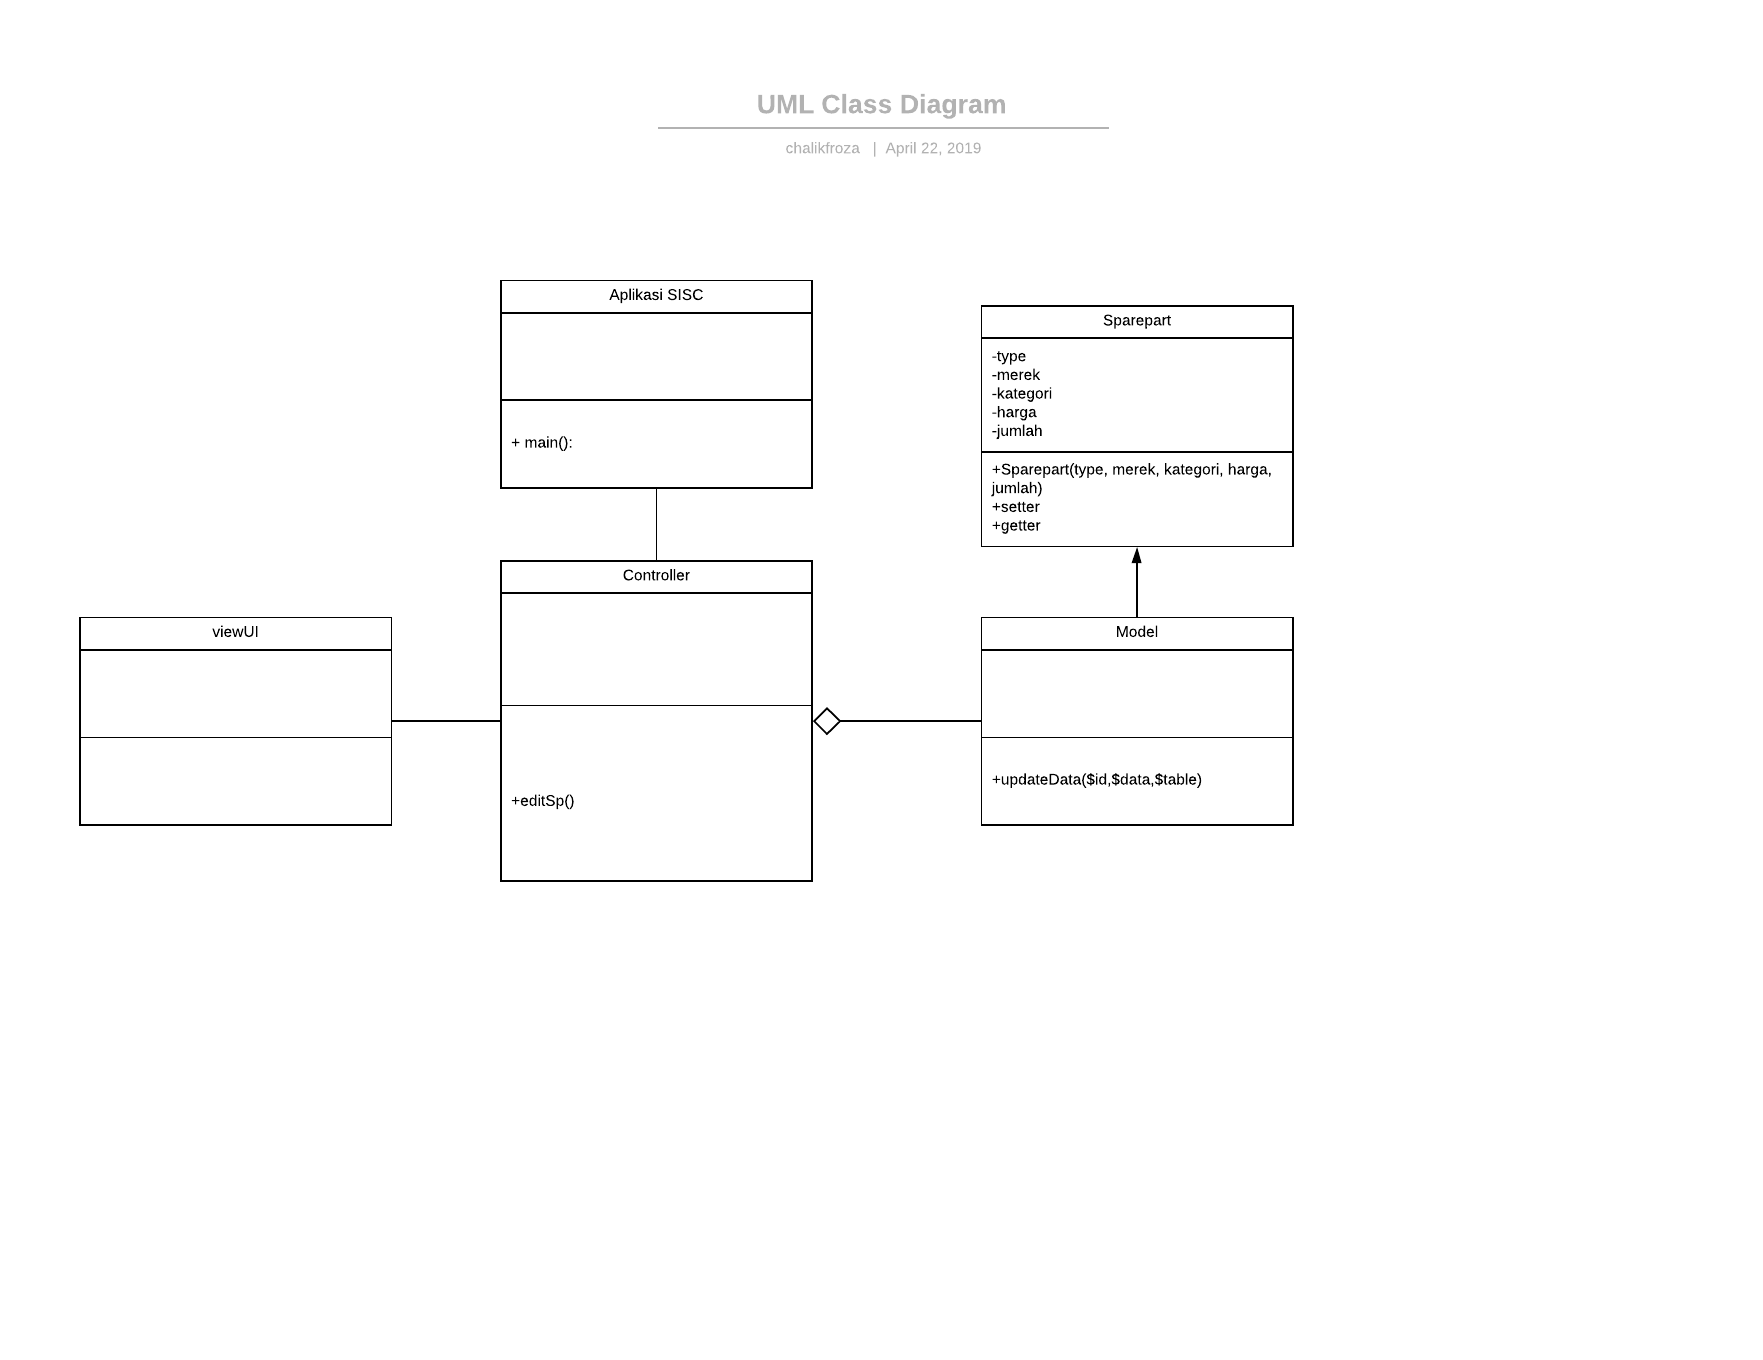 UML Class Diagram
chalikfroza | April 22, 2019
Aplikasi SISC
+ main():
Sparepart
-type
-merek
-kategori
-harga
-jumlah
+Sparepart(type, merek, kategori, harga,
jumlah)
+setter
+getter
Controller
+editSp()
viewUI
Model
+updateData($id,$data,$table)